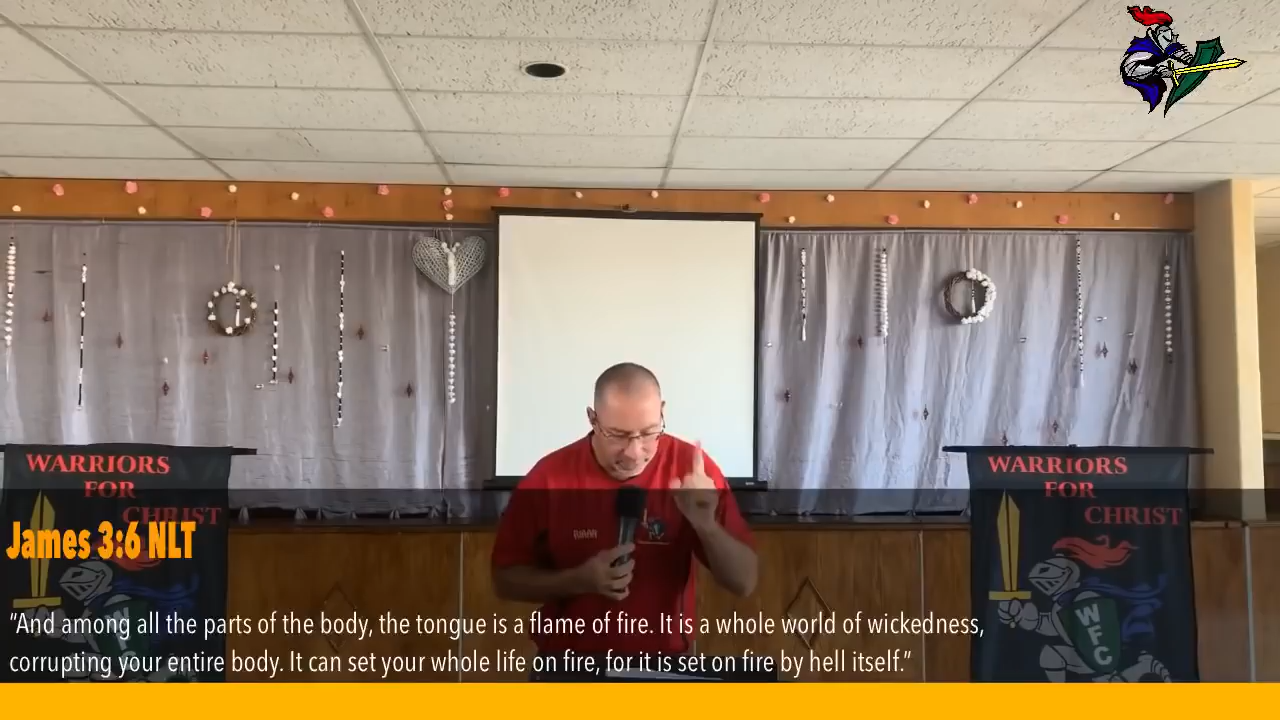 WARRIORS
FOR
CHRIST
WARRIORS
FOR
CHRIST
James 3:6 NLT
"And among all the parts of the body, the tongue is a flame of fire. It is a whole world of wickedness,
corrupting your entire body. It can set your whole life on fire, for it is set on fire by hell itself."
WFC
WFC